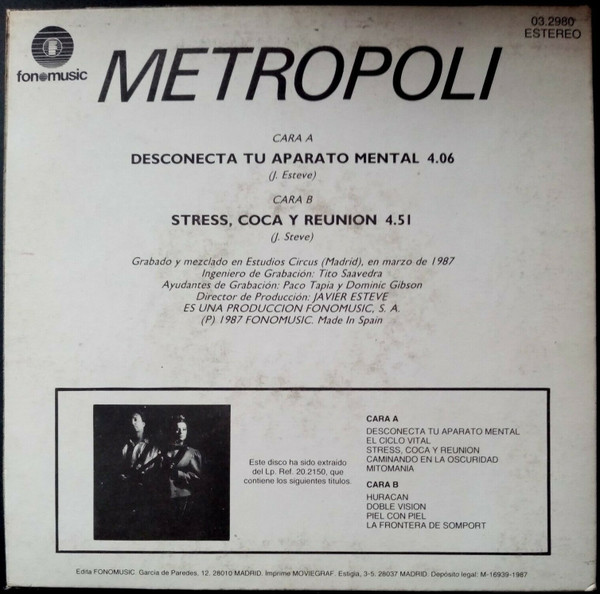 fonomusic
03.2980
ESTEREO
METROPOLI
CARA A
DESCONECTA TU APARATO MENTAL 4.06
(J. Esteve)
CARA B
STRESS, COCA Y REUNION 4.51
(J. Steve)
Grabado y mezclado en Estudios Circus (Madrid), en marzo de 1987
Ingeniero de Grabación: Tito Saavedra
Ayudantes de Grabación: Paco Tapia y Dominic Gibson
Director de Producción: JAVIER ESTEVE
ES UNA PRODUCCION FONOMUSIC, S. A.
(P) 1987 FONOMUSIC. Made In Spain
Este disco ha sido extraído
del Lp. Ref. 20.2150, que
contiene los siguientes títulos.
CARA A
DESCONECTA TU APARATO MENTAL
EL CICLO VITAL
STRESS, COCA Y REUNION
CAMINANDO EN LA OSCURIDAD
MITOMANIA
CARA B
HURACAN
DOBLE VISION
PIEL CON PIEL
LA FRONTERA DE SOMPORT
Edita FONOMUSIC. García de Paredes, 12. 28010 MADRID. Imprime MOVIEGRAF. Estigia, 3-5. 28037 MADRID. Depósito legal: M-16939-1987